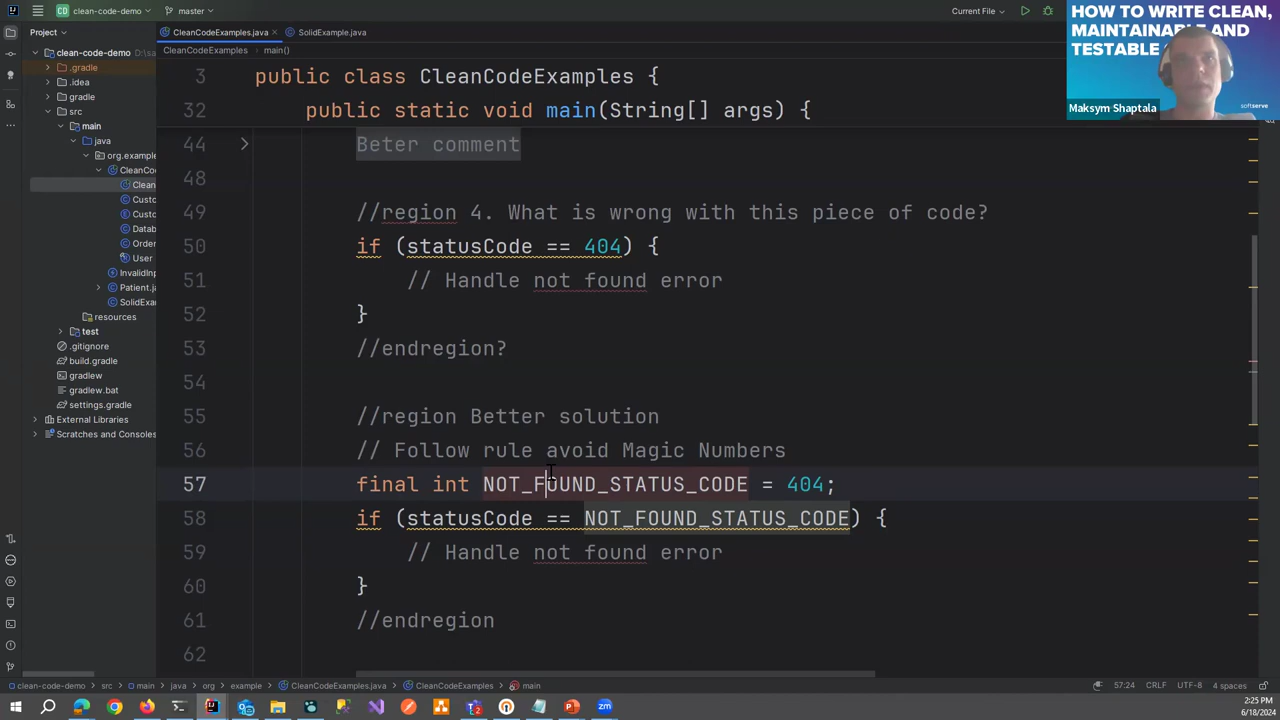 clean-code-demo
master
Current File
Project
CleanCodeExamples.java
SolidExample.java
CleanCodeExamples
main()
HOW TO WRITE CLEAN,
MAINTAINABLE AND
TESTABLE
Maksym Shaptala
softserve
clean-code-demo
.gradle
.idea
gradle
src
main
java
org.example
CleanCo
Clean
Custo
Custo
Datab
Order
User
InvalidInp
Patient.ja
SolidExa
resources
test
.gitignore
build.gradle
gradlew
gradlew.bat
settings.gradle
External Libraries
Scratches and Consoles
3 public class CleanCodeExamples {
32 public static void main(String[] args) {
44 Beter comment
48
49 //region 4. What is wrong with this piece of code?
50 if (statusCode == 404) {
51 // Handle not found error
52 }
53 //endregion?
54
55 //region Better solution
56 // Follow rule avoid Magic Numbers
57 final int NOT_FOUND_STATUS_CODE = 404;
58 if (statusCode == NOT_FOUND_STATUS_CODE) {
59 // Handle not found error
60 }
61 //endregion
62
clean-code-demo > src > main > java > org > example > CleanCodeExamples.java > CleanCodeExamples > main
57:24 CRLF UTF-8 4 spaces
2:25 PM
6/18/2024